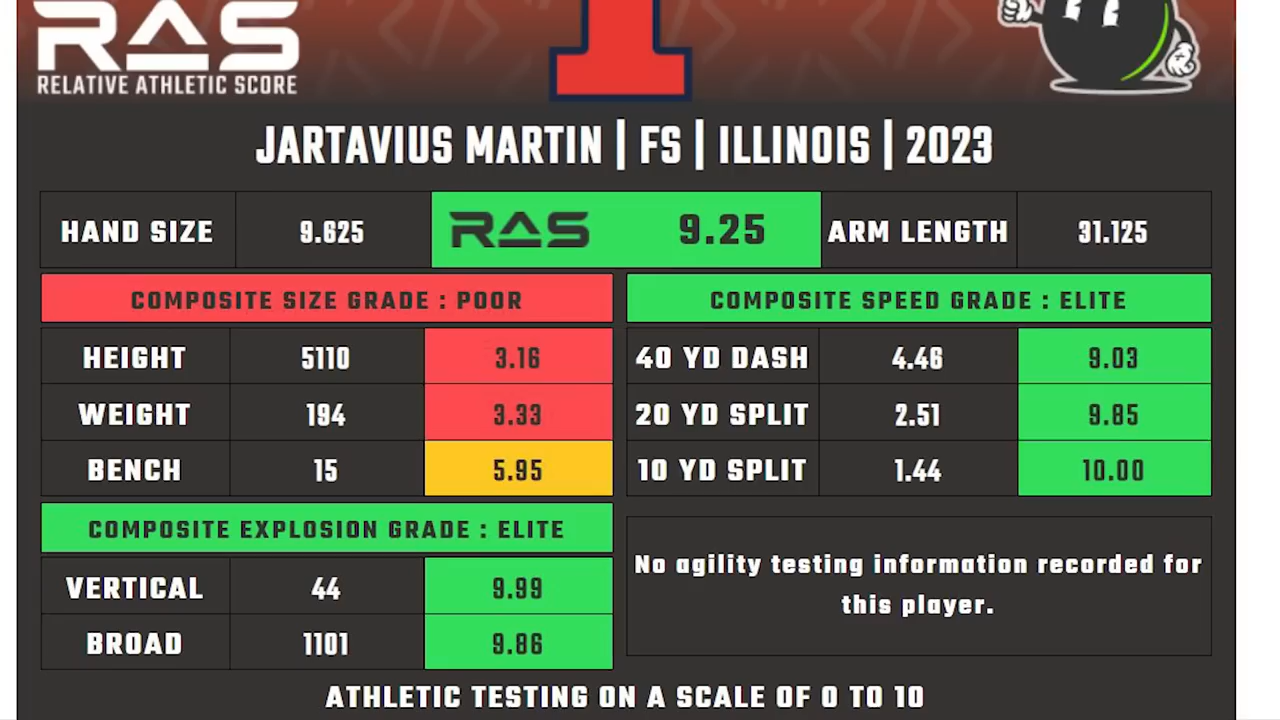 RAS
RELATIVE ATHLETIC SCORE
I
JARTAVIUS MARTIN | FS | ILLINOIS | 2023
HAND SIZE 9.625 RAS 9.25 ARM LENGTH 31.125
COMPOSITE SIZE GRADE : POOR
HEIGHT 5110 3.16
WEIGHT 194 3.33
BENCH 15 5.95
COMPOSITE SPEED GRADE : ELITE
40 YD DASH 4.46 9.03
20 YD SPLIT 2.51 9.85
10 YD SPLIT 1.44 10.00
COMPOSITE EXPLOSION GRADE : ELITE
VERTICAL 44 9.99
BROAD 1101 9.86
No agility testing information recorded for
this player.
ATHLETIC TESTING ON A SCALE OF 0 TO 10